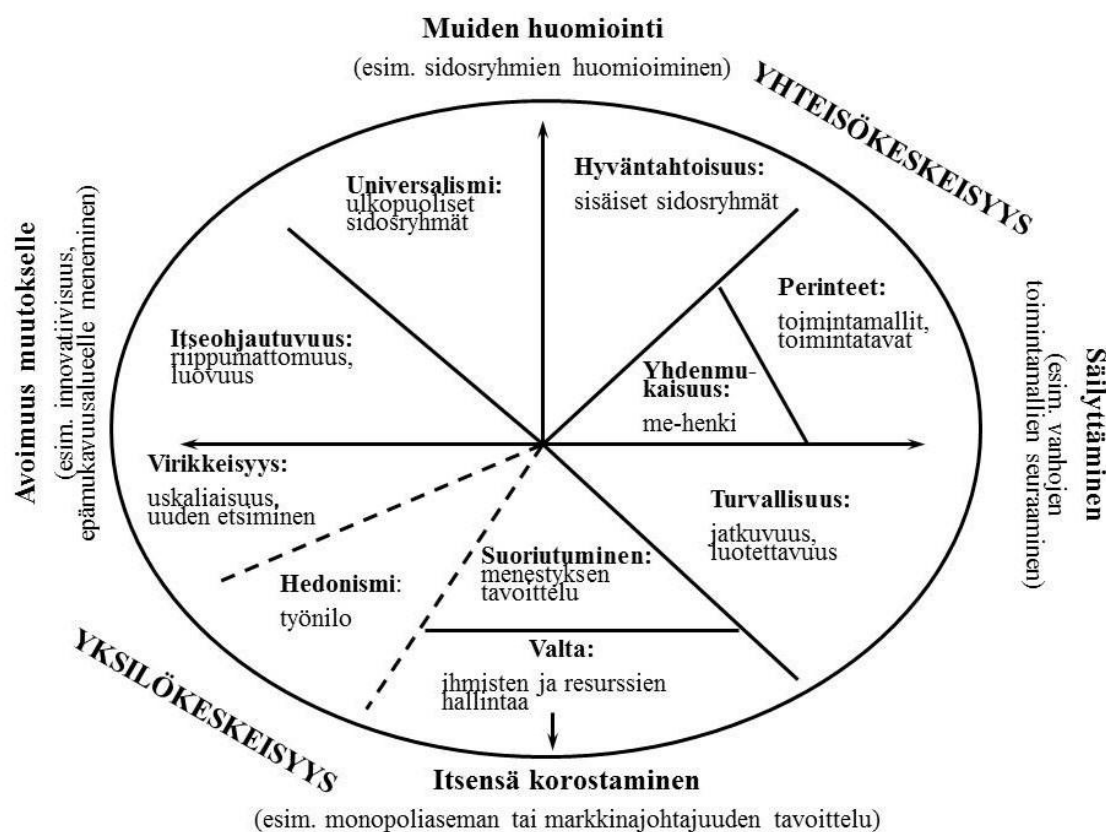 Muiden huomiointi
(esim. sidosryhmien huomioiminen)
YHTEISÖKESKEISYYS
Avoimuus muutokselle
(esim. innovatiivisuus,
epämukavuusalueelle meneminen)
Universalismi:
ulkopuoliset
sidosryhmät
Hyväntahtoisuus:
sisäiset sidosryhmät
Perinteet:
toimintamallit,
toimintatavat
Säilyttäminen
(esim. vanhojen
toimintamallien seuraaminen)
Itseohjautuvuus:
riippumattomuus,
luovuus
Yhdenmu-
kaisuus:
me-henki
Virikkeisyys:
uskaliaisuus,
uuden etsiminen
Turvallisuus:
jatkuvuus,
luotettavuus
Hedonismi:
työnilo
Suoriutuminen:
menestyksen
tavoittelu
Valta:
ihmisten ja resurssien
hallintaa
YKSILÖKESKEISYYS
Itsensä korostaminen
(esim. monopoliaseman tai markkinajohtajuuden tavoittelu)